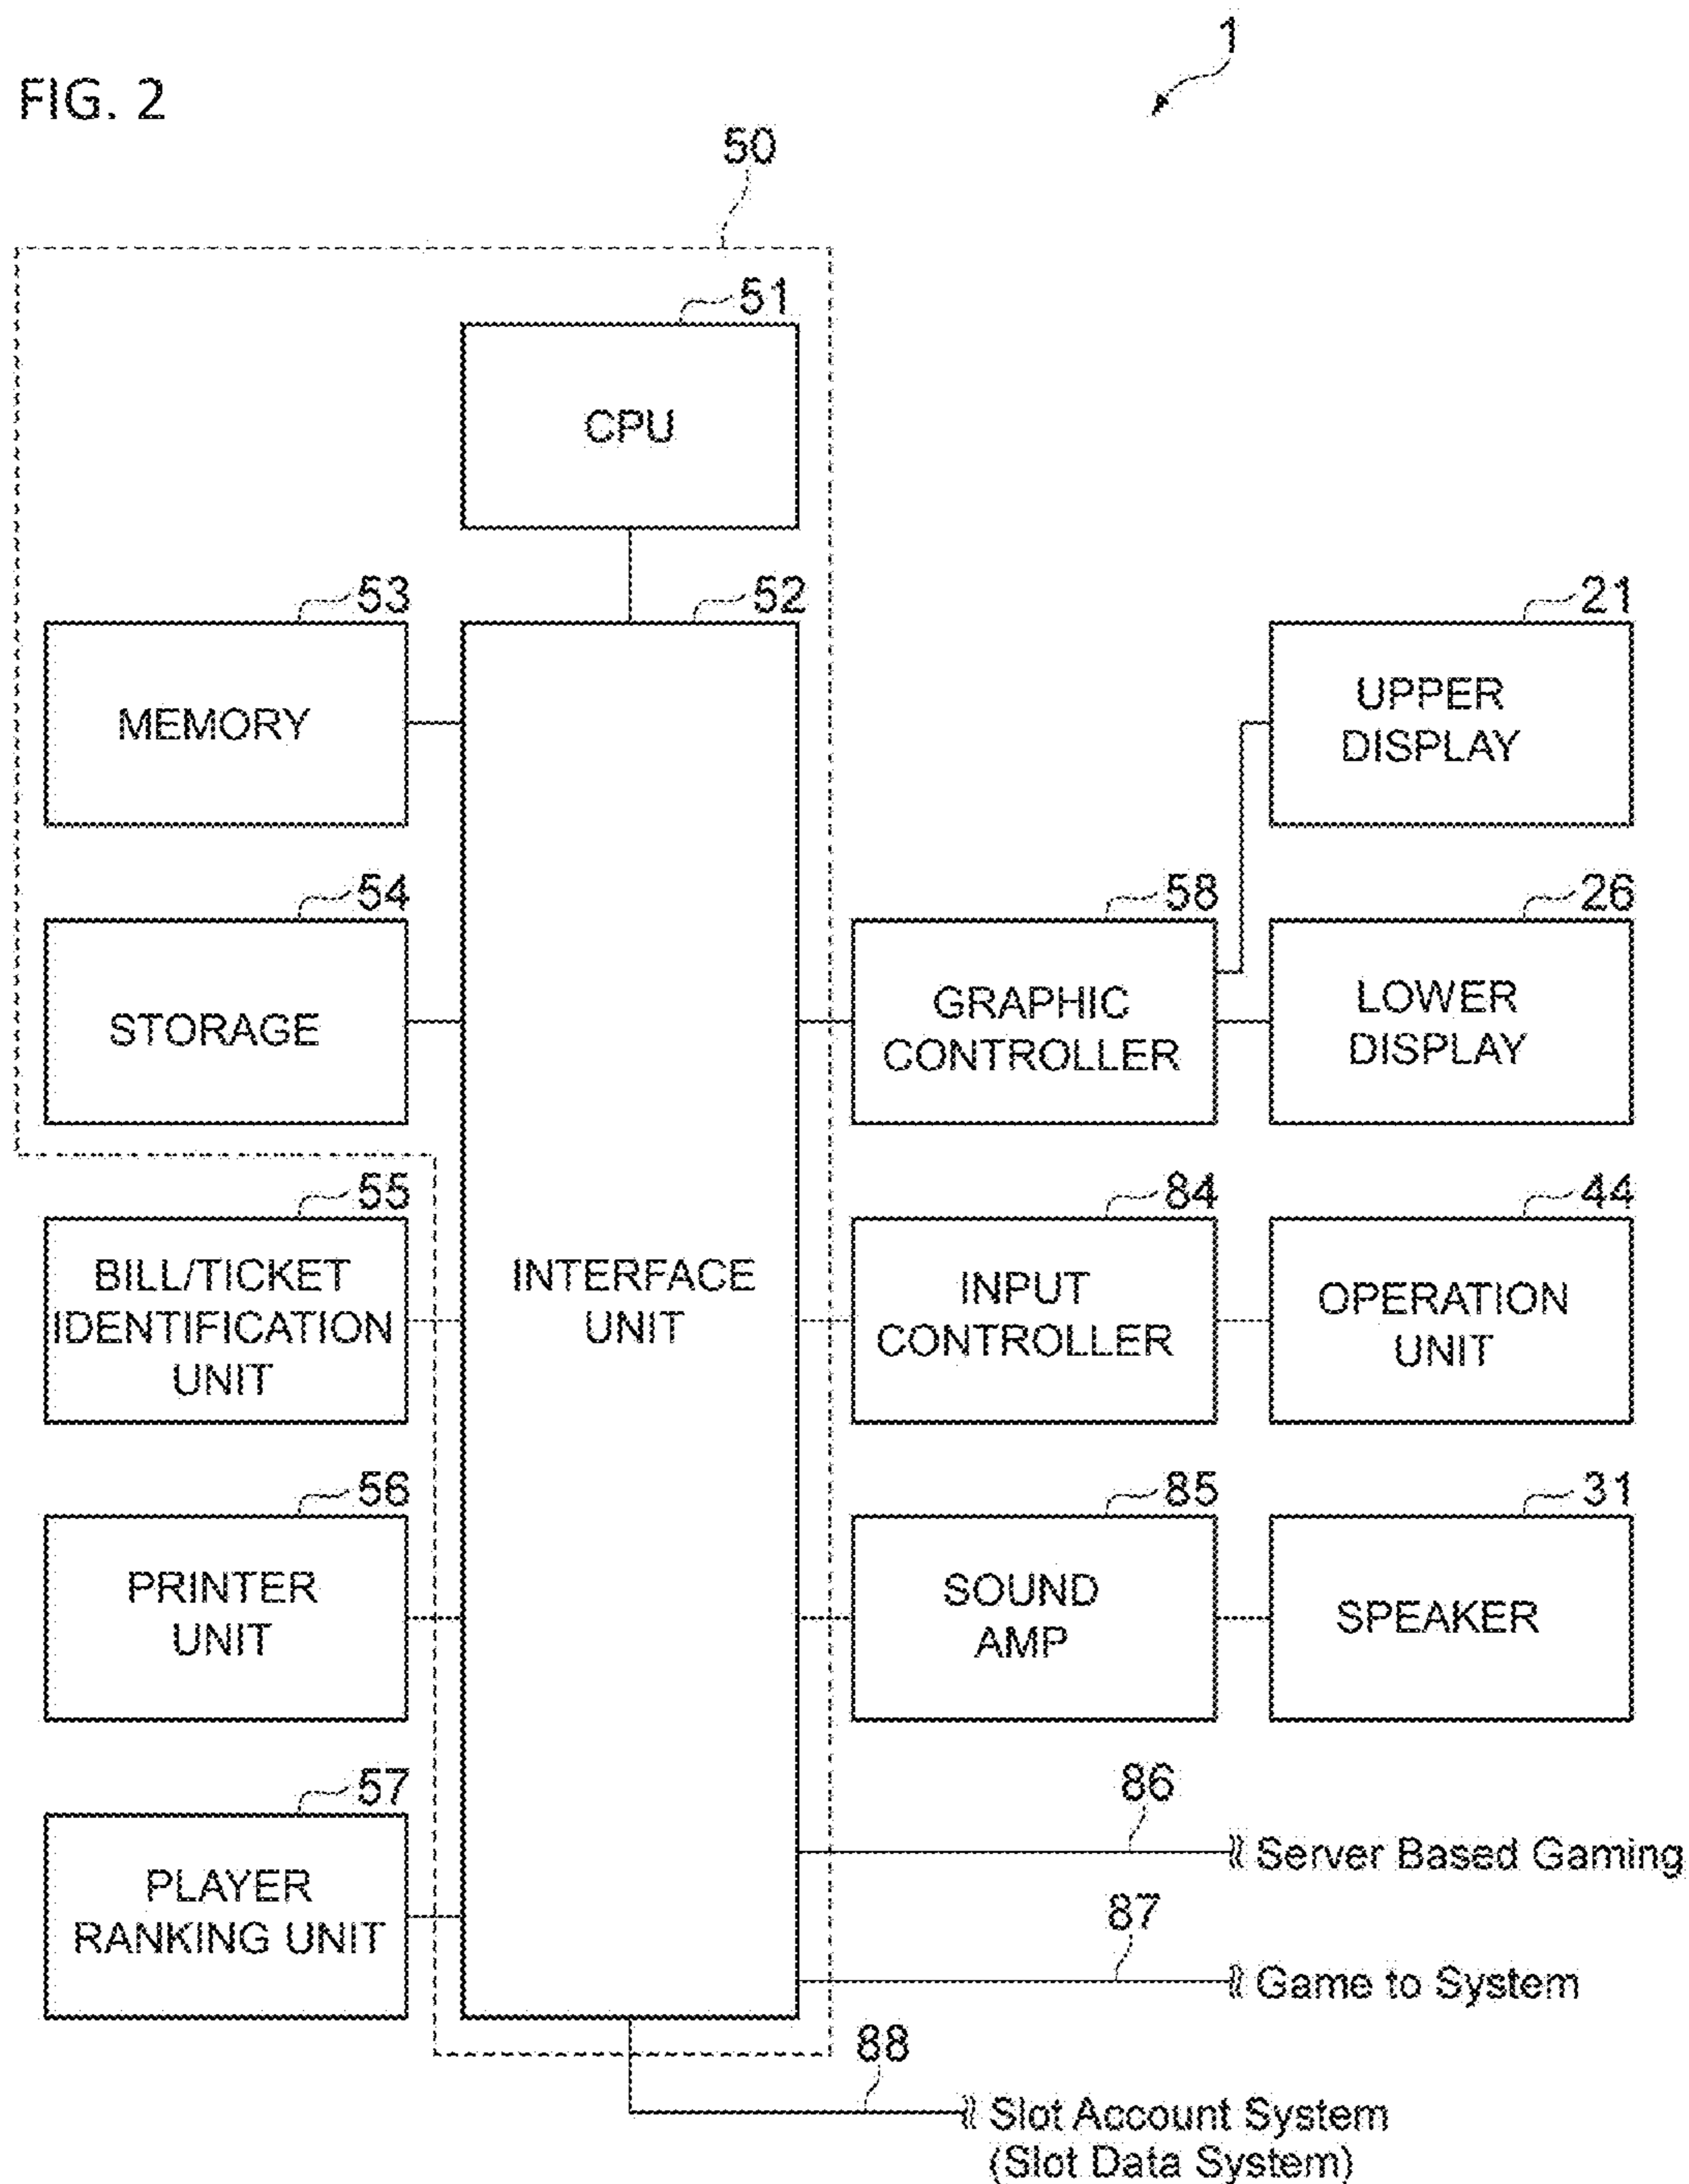 1
FIG. 2
50
51
CPU
53
52
21
MEMORY
UPPER
DISPLAY
54
58
26
STORAGE
GRAPHIC
CONTROLLER
LOWER
DISPLAY
55
84
44
BILL/TICKET
IDENTIFICATION
UNIT
INTERFACE
UNIT
INPUT
CONTROLLER
OPERATION
UNIT
56
85
31
PRINTER
UNIT
SOUND
AMP
SPEAKER
57
86
PLAYER
RANKING UNIT
Server Based Gaming
87
Game to System
88
Slot Account System
(Slot Data System)